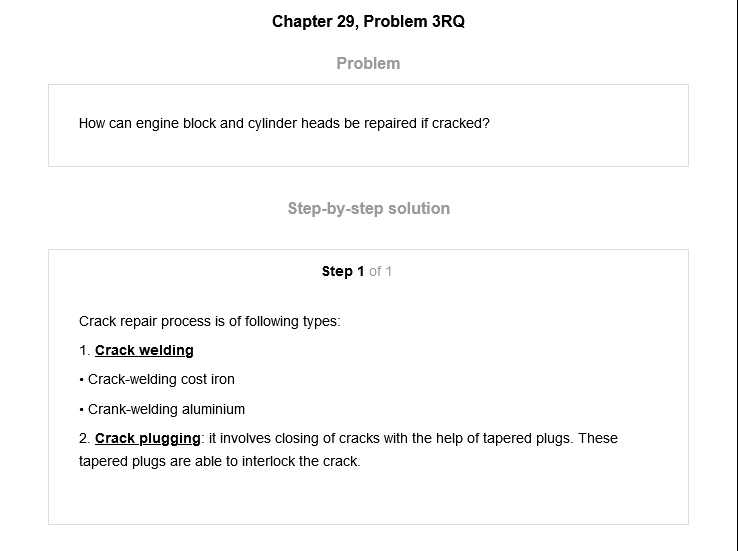 Chapter 29, Problem 3RQ
Problem
How can engine block and cylinder heads be repaired if cracked?
Step-by-step solution
Step 1 of 1
Crack repair process is of following types:
1. Crack welding
• Crack-welding cost iron
• Crank-welding aluminium
2. Crack plugging: it involves closing of cracks with the help of tapered plugs. These
tapered plugs are able to interlock the crack.